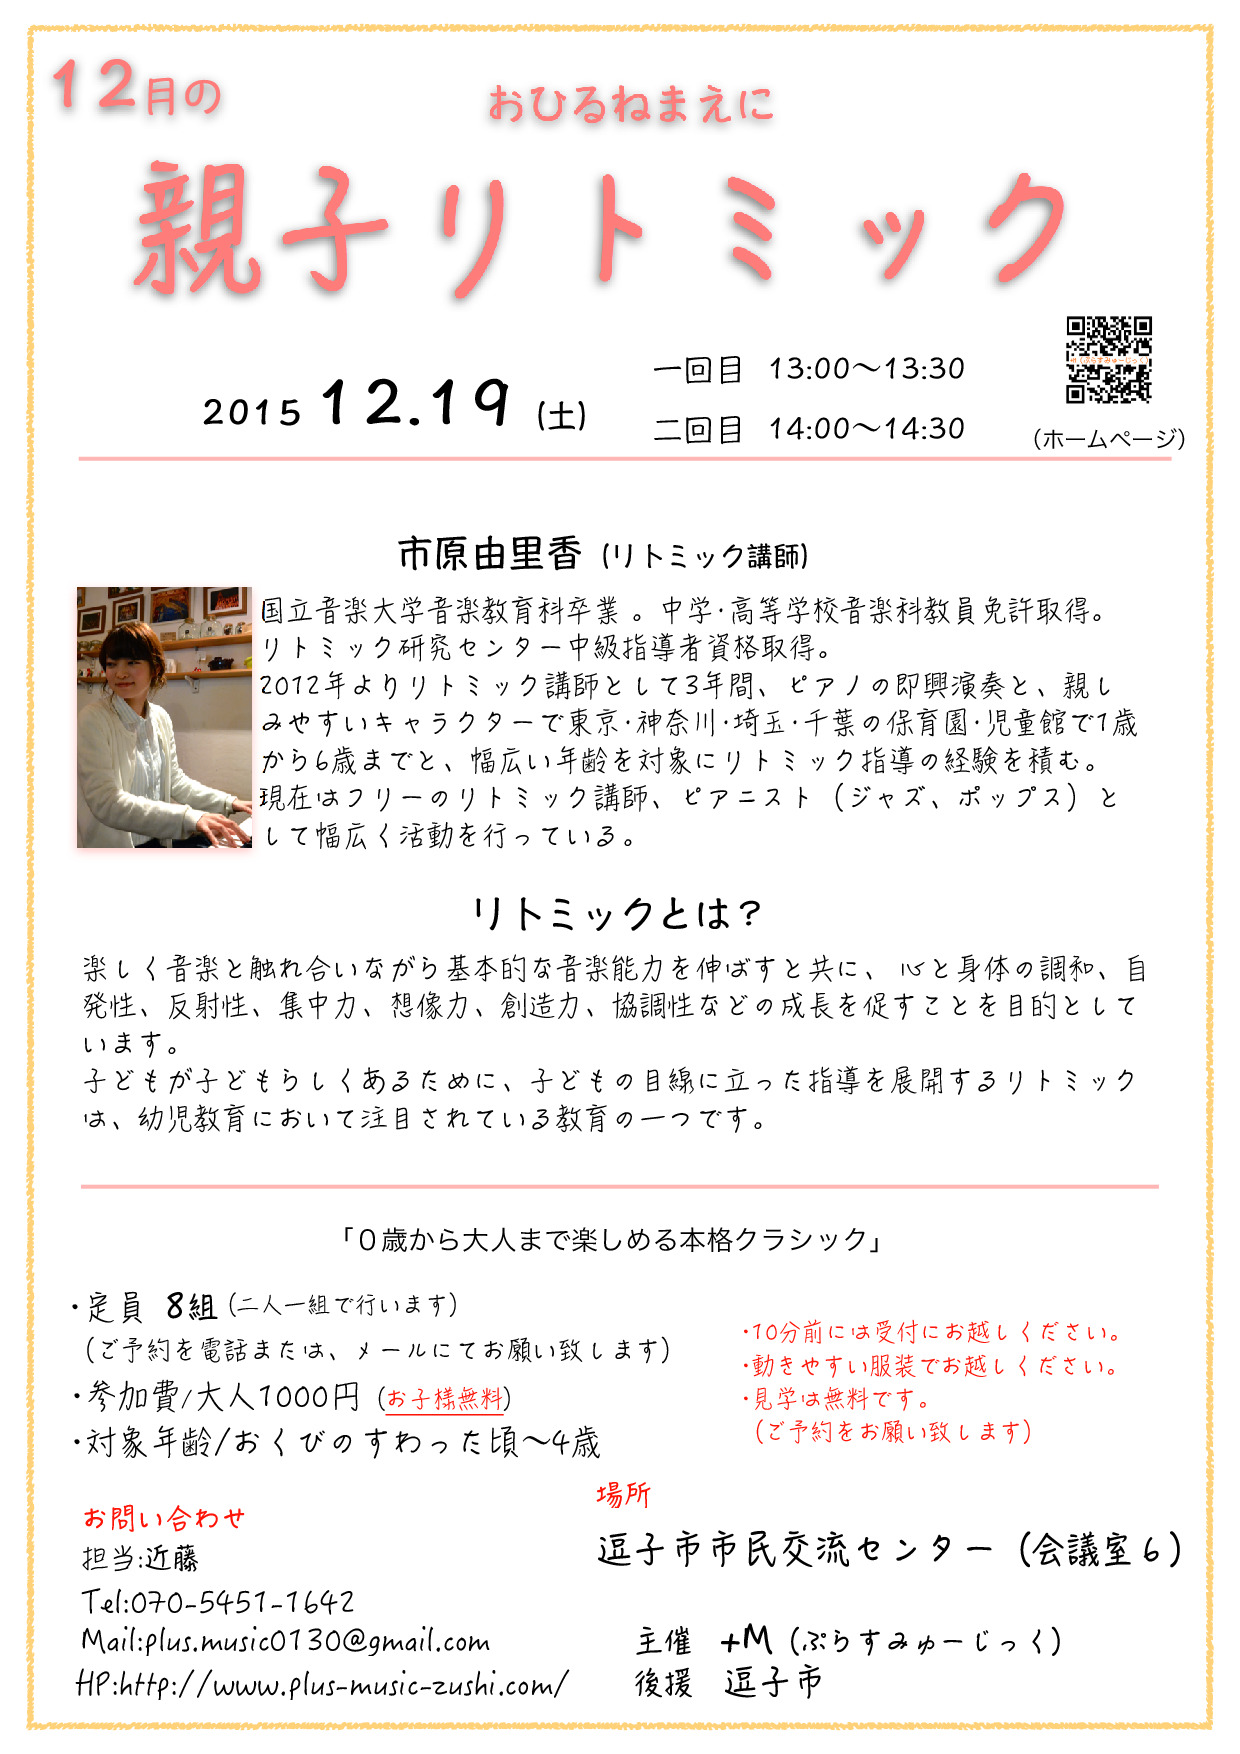 12月の
おひるねまえに
親子リトミック
2015 12.19 (土)
一回目 13:00〜13:30
二回目 14:00〜14:30
+M（ぷらすみゅーじっく）
（ホームページ）
市原由里香 (リトミック講師)
国立音楽大学音楽教育科卒業 。中学・高等学校音楽科教員免許取得。
リトミック研究センター中級指導者資格取得。
2012年よりリトミック講師として3年間、ピアノの即興演奏と、親し
みやすいキャラクターで東京・神奈川・埼玉・千葉の保育園・児童館で1歳
から6歳までと、幅広い年齢を対象にリトミック指導の経験を積む。
現在はフリーのリトミック講師、ピアニスト（ジャズ、ポップス）と
して幅広く活動を行っている。
リトミックとは？
楽しく音楽と触れ合いながら基本的な音楽能力を伸ばすと共に、 心と身体の調和、自
発性、反射性、集中力、想像力、創造力、協調性などの成長を促すことを目的として
います。
子どもが子どもらしくあるために、子どもの目線に立った指導を展開するリトミック
は、幼児教育において注目されている教育の一つです。
「０歳から大人まで楽しめる本格クラシック」
・定員 8組（二人一組で行います）
（ご予約を電話または、メールにてお願い致します）
・参加費/大人1000円（お子様無料）
・対象年齢/おくびのすわった頃〜4歳
・10分前には受付にお越しください。
・動きやすい服装でお越しください。
・見学は無料です。
（ご予約をお願い致します）
お問い合わせ
担当:近藤
Tel:070-5451-1642
Mail:plus.music0130@gmail.com
HP:http://www.plus-music-zushi.com/
場所
逗子市市民交流センター（会議室６）
主催 +M（ぷらすみゅーじっく）
後援 逗子市